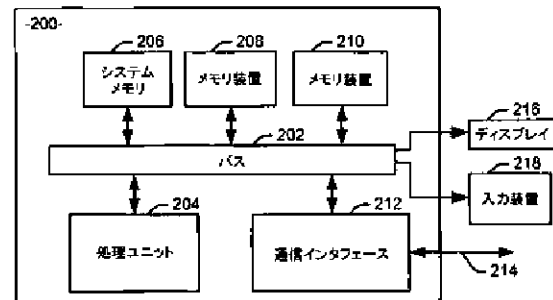 -200-
206
208
210
システム
メモリ
メモリ装置
メモリ装置
216
ディスプレイ
202
バス
218
入力装置
204
212
処理ユニット
通信インタフェース
214